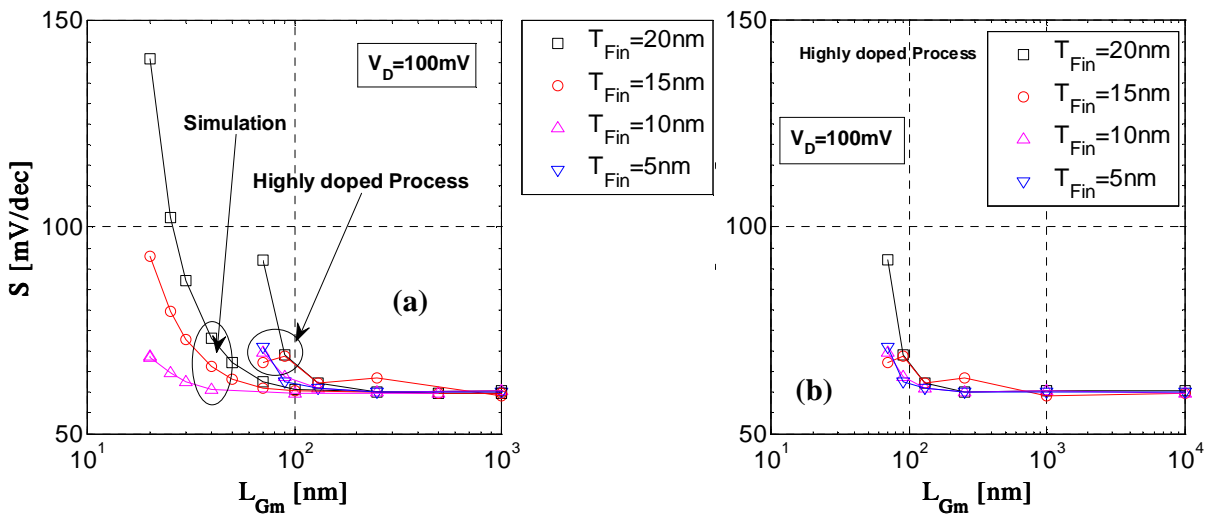 150
100
50
S [mV/dec]
V_D=100mV
Simulation
Highly doped Process
(a)
10^1
10^2
10^3
L_Gm [nm]
T_Fin=20nm
T_Fin=15nm
T_Fin=10nm
T_Fin=5nm
150
100
50
Highly doped Process
V_D=100mV
T_Fin=20nm
T_Fin=15nm
T_Fin=10nm
T_Fin=5nm
(b)
10^1
10^2
10^3
10^4
L_Gm [nm]